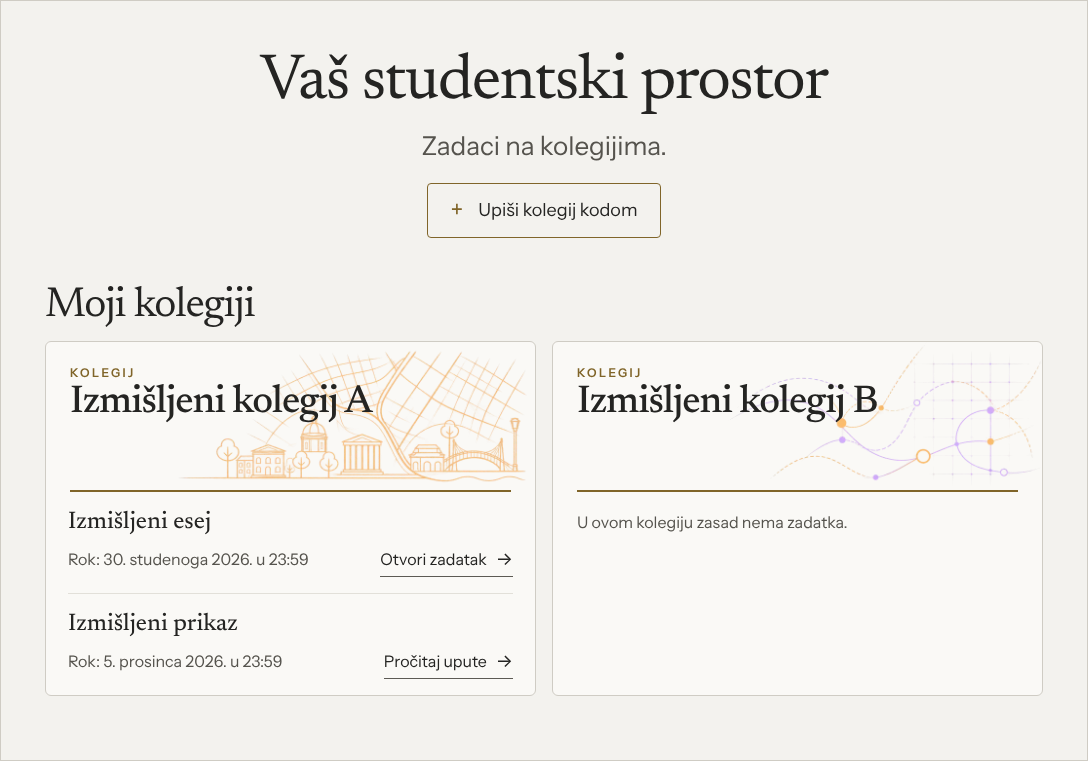 Vaš studentski prostor
Zadaci na kolegijima.
+ Upiši kolegij kodom
Moji kolegiji
KOLEGIJ
Izmišljeni kolegij A
Izmišljeni esej
Rok: 30. studenoga 2026. u 23:59
Otvori zadatak →
Izmišljeni prikaz
Rok: 5. prosinca 2026. u 23:59
Pročitaj upute →
KOLEGIJ
Izmišljeni kolegij B
U ovom kolegiju zasad nema zadatka.